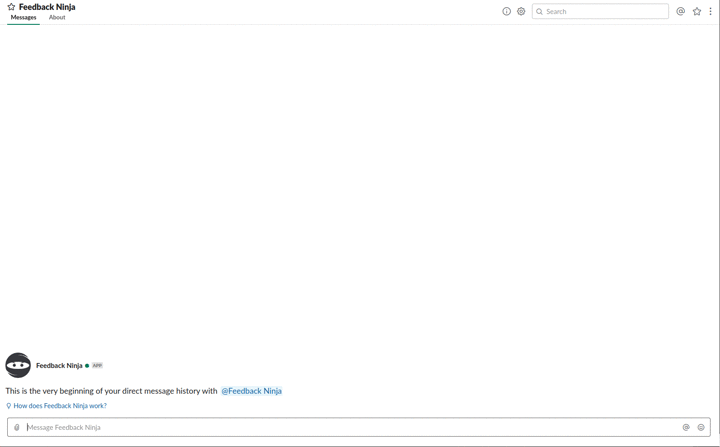 Feedback Ninja
Messages About
Search
Feedback Ninja APP
This is the very beginning of your direct message history with @Feedback Ninja
How does Feedback Ninja work?
Message Feedback Ninja